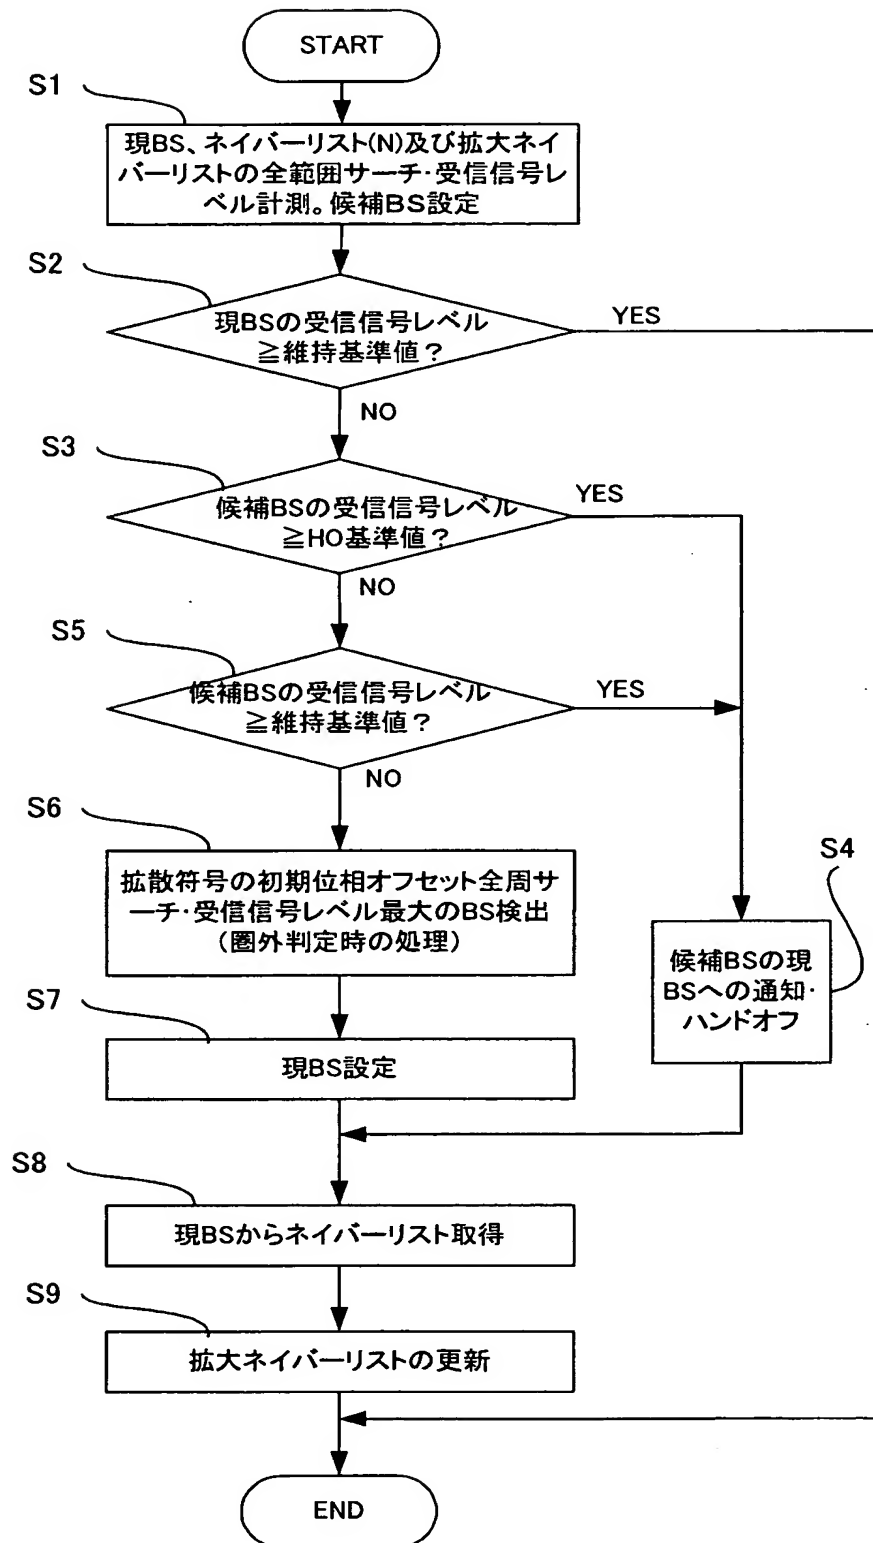 START
S1
現BS、ネイバーリスト(N)及び拡大ネイ
バーリストの全範囲サーチ・受信信号レ
ベル計測。候補BS設定
S2
現BSの受信信号レベル
≧維持基準値？
YES
NO
S3
候補BSの受信信号レベル
≧HO基準値？
YES
NO
S5
候補BSの受信信号レベル
≧維持基準値？
YES
NO
S6
拡散符号の初期位相オフセット全周サ
ーチ・受信信号レベル最大のBS検出
(圏外判定時の処理)
S4
候補BSの現
BSへの通知・
ハンドオフ
S7
現BS設定
S8
現BSからネイバーリスト取得
S9
拡大ネイバーリストの更新
END